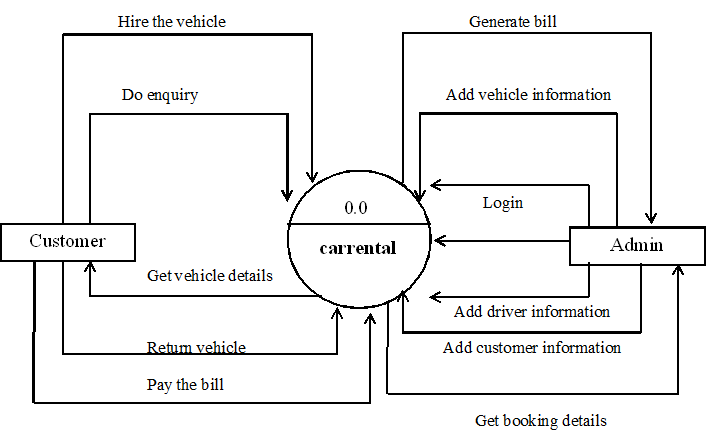 Hire the vehicle
Generate bill
Do enquiry
Add vehicle information
Login
0.0
carrental
Customer
Admin
Get vehicle details
Add driver information
Return vehicle
Add customer information
Pay the bill
Get booking details